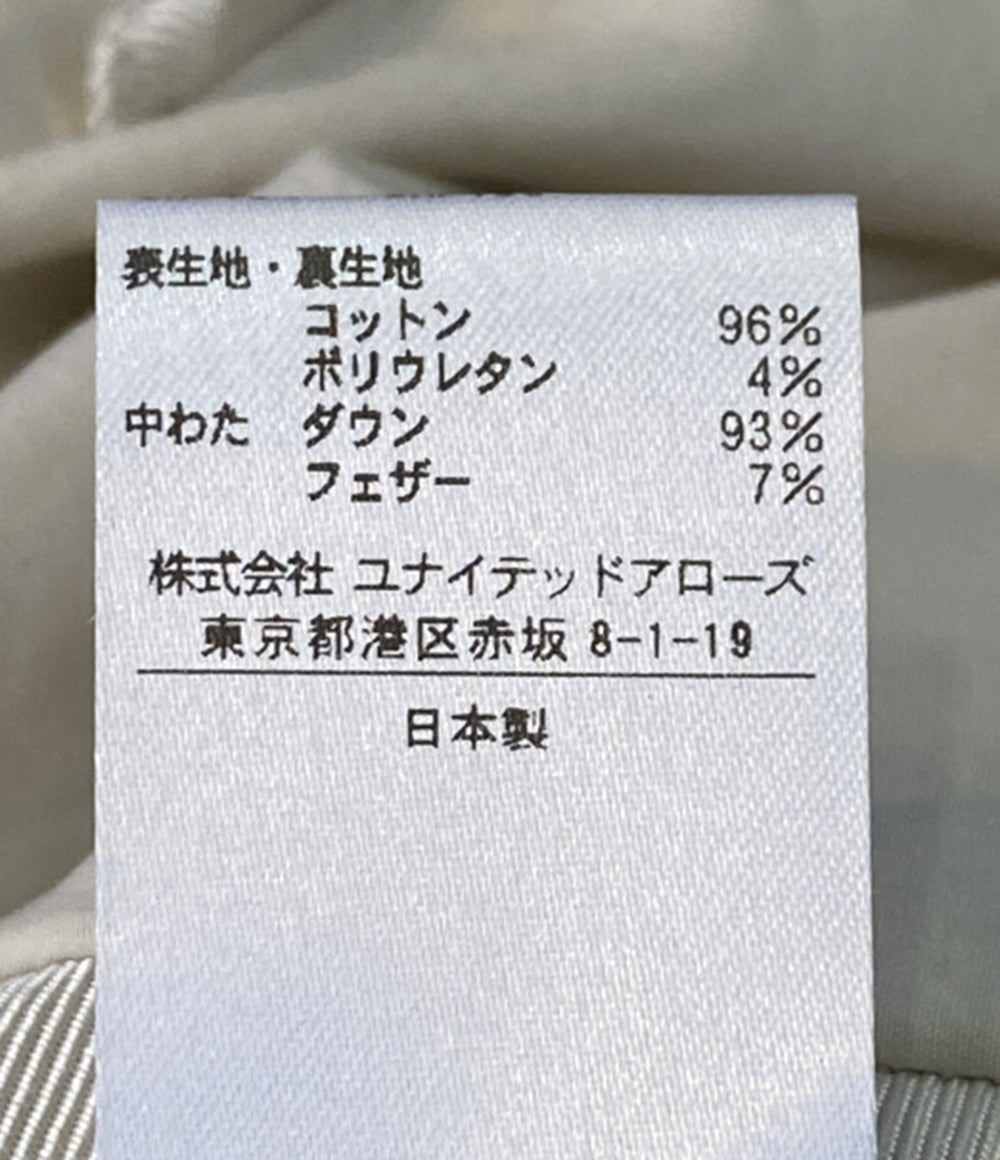 表生地・裏生地
コットン 96%
ポリウレタン 4%
中わた ダウン 93%
フェザー 7%
株式会社 ユナイテッドアローズ
東京都港区赤坂 8-1-19
日本製